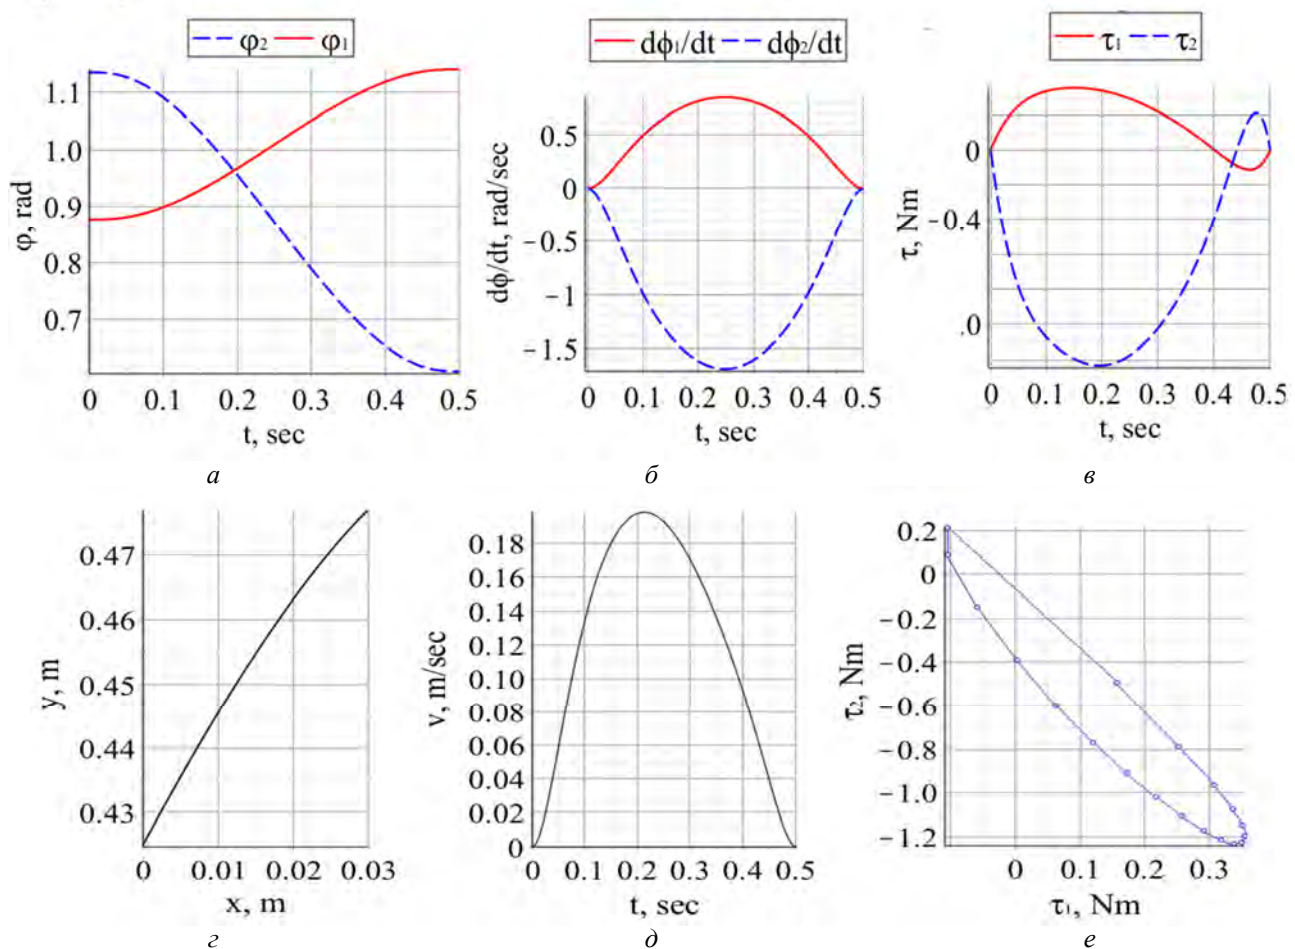 φ₂ φ₁
φ, rad
1.1
1.0
0.9
0.8
0.7
0 0.1 0.2 0.3 0.4 0.5
t, sec
а
dϕ₁/dt dϕ₂/dt
dϕ/dt, rad/sec
0.5
0
−0.5
−1
−1.5
0 0.1 0.2 0.3 0.4 0.5
t, sec
б
τ₁ τ₂
τ, Nm
0
−0.4
.0
0 0.1 0.2 0.3 0.4 0.5
t, sec
в
y, m
0.47
0.46
0.45
0.44
0.43
0 0.01 0.02 0.03
x, m
г
v, m/sec
0.18
0.16
0.14
0.12
0.10
0.08
0.06
0.04
0.02
0
0 0.1 0.2 0.3 0.4 0.5
t, sec
д
τ₂, Nm
0.2
0
−0.2
−0.4
−0.6
−0.8
−1.0
−1.2
0 0.1 0.2 0.3
τ₁, Nm
е